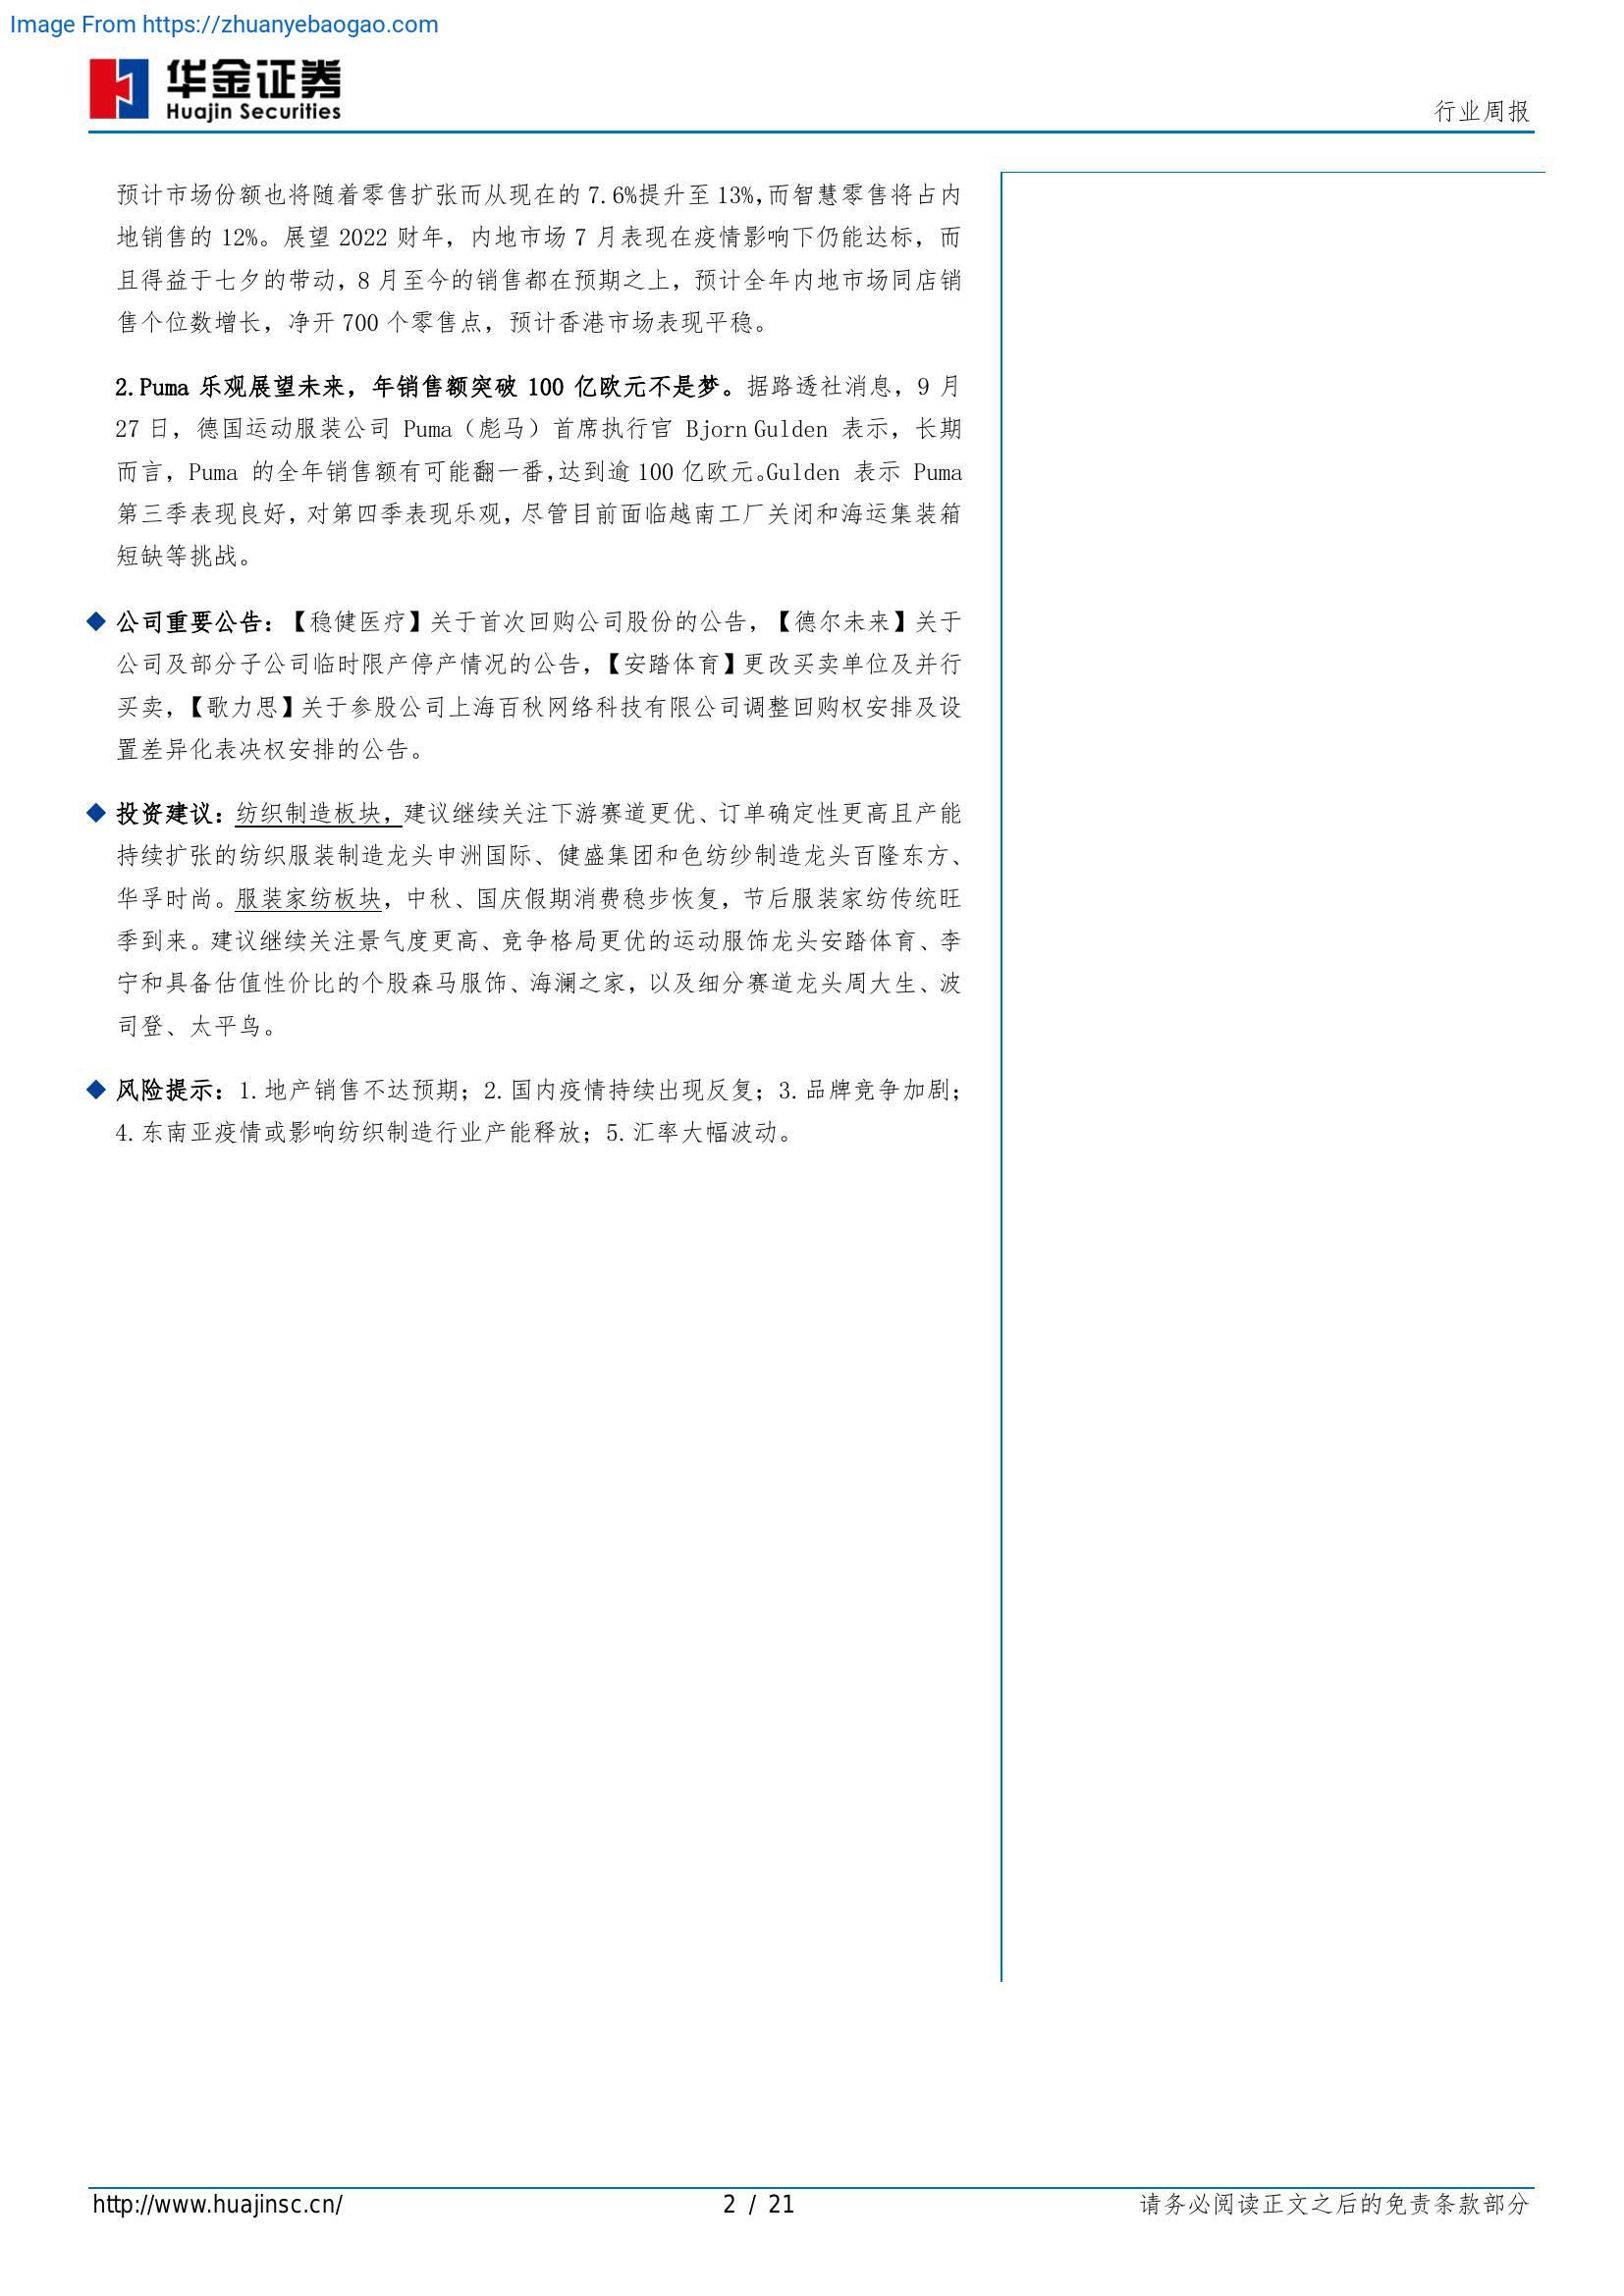 Image From https://zhuanyebaogao.com
华金证券
Huajin Securities
行业周报
预计市场份额也将随着零售扩张而从现在的 7.6%提升至 13%,而智慧零售将占内
地销售的 12%。展望 2022 财年，内地市场 7 月表现在疫情影响下仍能达标，而
且得益于七夕的带动，8 月至今的销售都在预期之上，预计全年内地市场同店销
售个位数增长，净开 700 个零售点，预计香港市场表现平稳。
2.Puma 乐观展望未来，年销售额突破 100 亿欧元不是梦。据路透社消息，9 月
27 日，德国运动服装公司 Puma（彪马）首席执行官 Bjorn Gulden 表示，长期
而言，Puma 的全年销售额有可能翻一番,达到逾 100 亿欧元。Gulden 表示 Puma
第三季表现良好，对第四季表现乐观，尽管目前面临越南工厂关闭和海运集装箱
短缺等挑战。
◆ 公司重要公告：【稳健医疗】关于首次回购公司股份的公告，【德尔未来】关于
公司及部分子公司临时限产停产情况的公告，【安踏体育】更改买卖单位及并行
买卖，【歌力思】关于参股公司上海百秋网络科技有限公司调整回购权安排及设
置差异化表决权安排的公告。
◆ 投资建议：纺织制造板块，建议继续关注下游赛道更优、订单确定性更高且产能
持续扩张的纺织服装制造龙头申洲国际、健盛集团和色纺纱制造龙头百隆东方、
华孚时尚。服装家纺板块，中秋、国庆假期消费稳步恢复，节后服装家纺传统旺
季到来。建议继续关注景气度更高、竞争格局更优的运动服饰龙头安踏体育、李
宁和具备估值性价比的个股森马服饰、海澜之家，以及细分赛道龙头周大生、波
司登、太平鸟。
◆ 风险提示：1.地产销售不达预期；2.国内疫情持续出现反复；3.品牌竞争加剧；
4.东南亚疫情或影响纺织制造行业产能释放；5.汇率大幅波动。
http://www.huajinsc.cn/
2 / 21
请务必阅读正文之后的免责条款部分